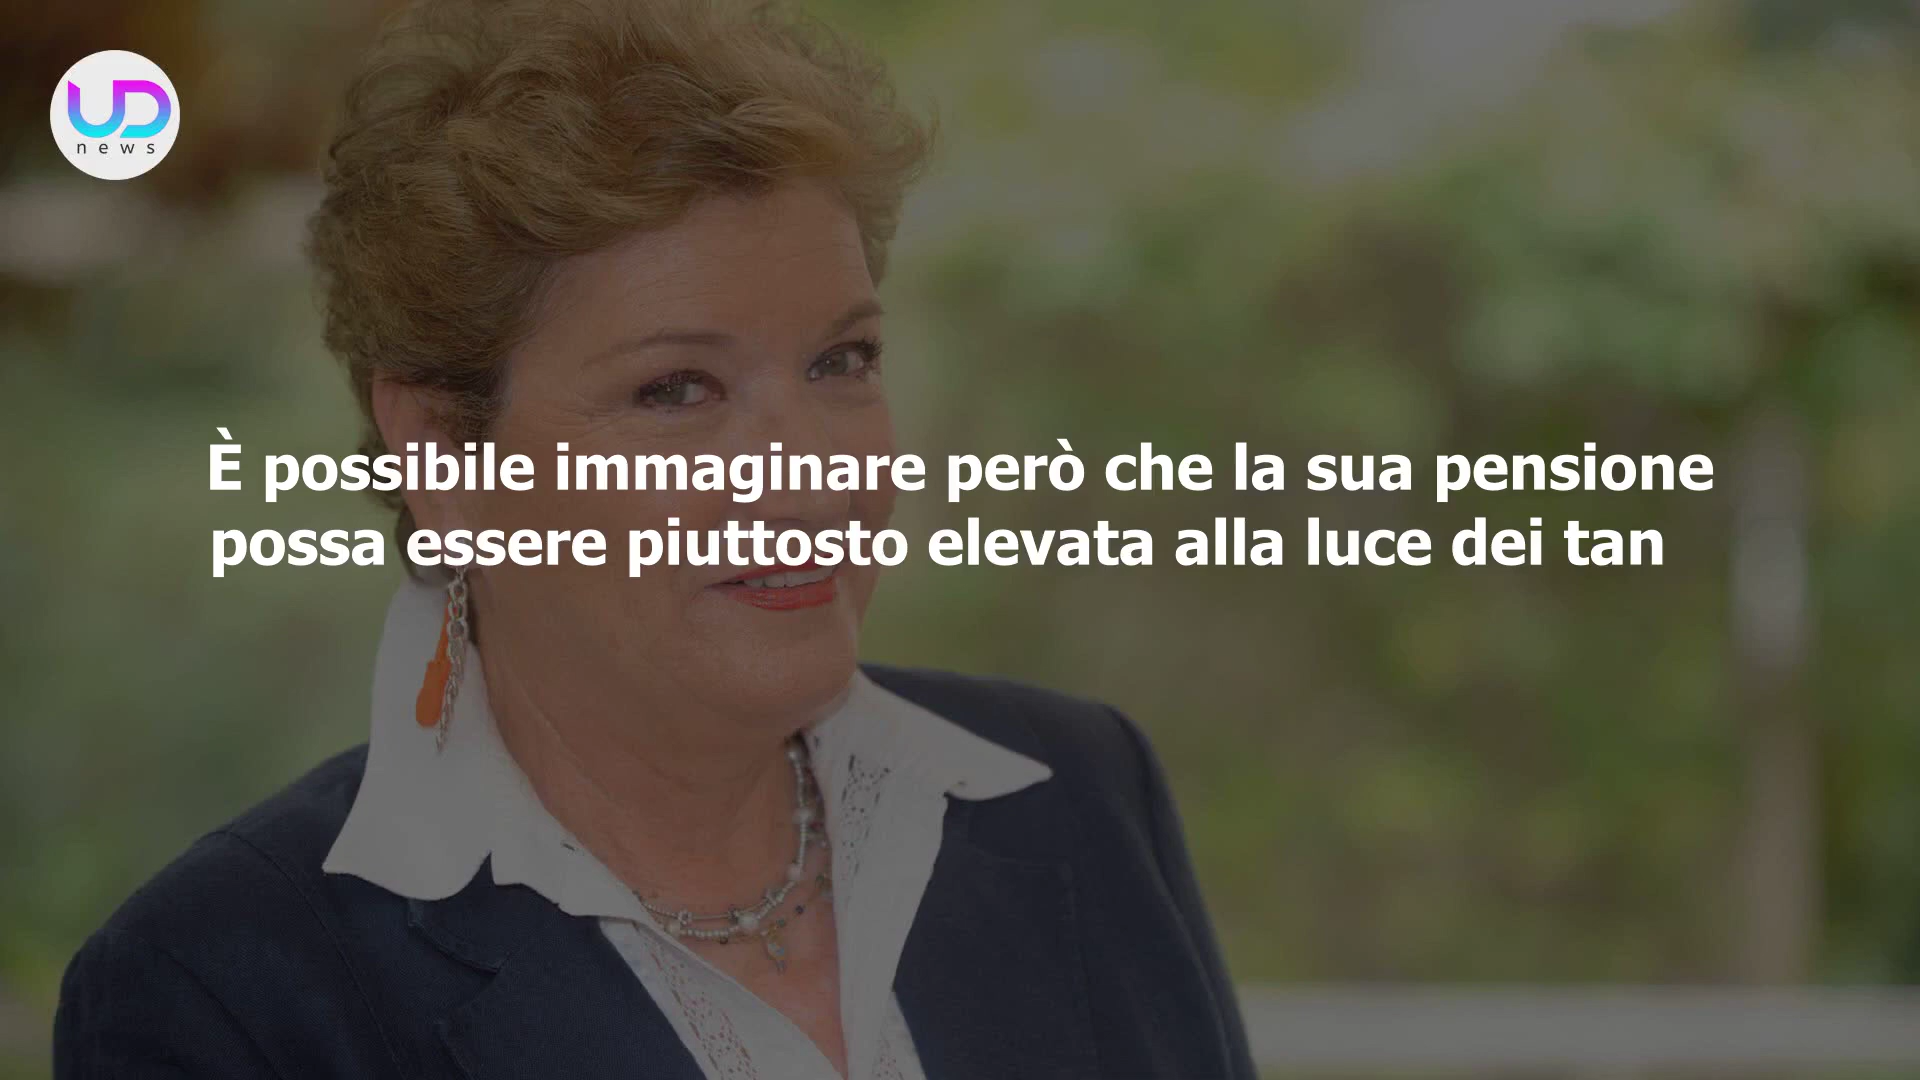 UD
news
È possibile immaginare però che la sua pensione
possa essere piuttosto elevata alla luce dei tan